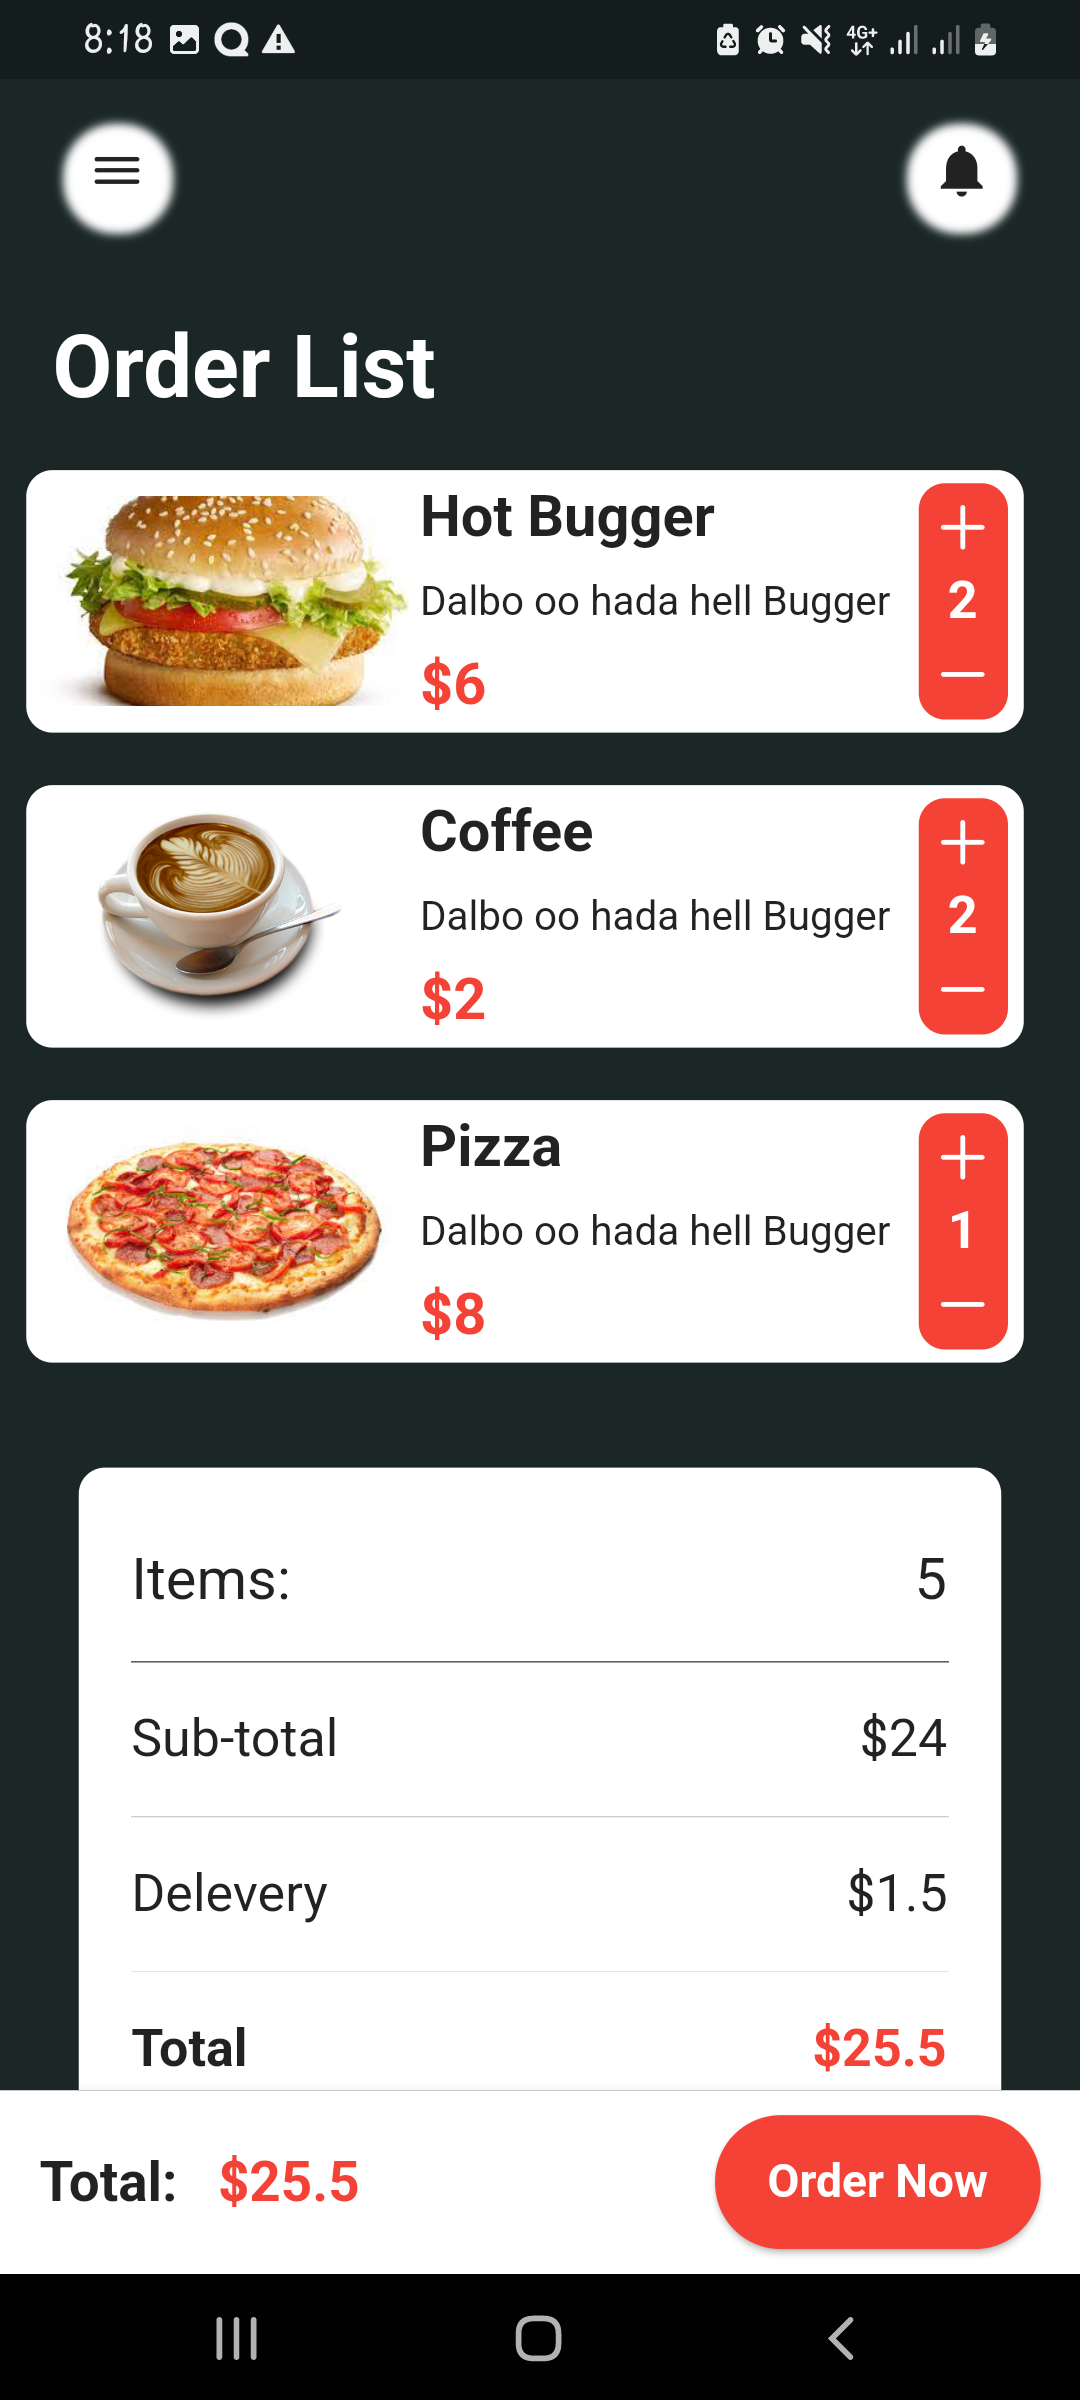 8:18
4G+
Order List
Hot Bugger
Dalbo oo hada hell Bugger
$6
2
Coffee
Dalbo oo hada hell Bugger
$2
2
Pizza
Dalbo oo hada hell Bugger
$8
1
Items: 5
Sub-total $24
Delevery $1.5
Total $25.5
Total: $25.5 Order Now